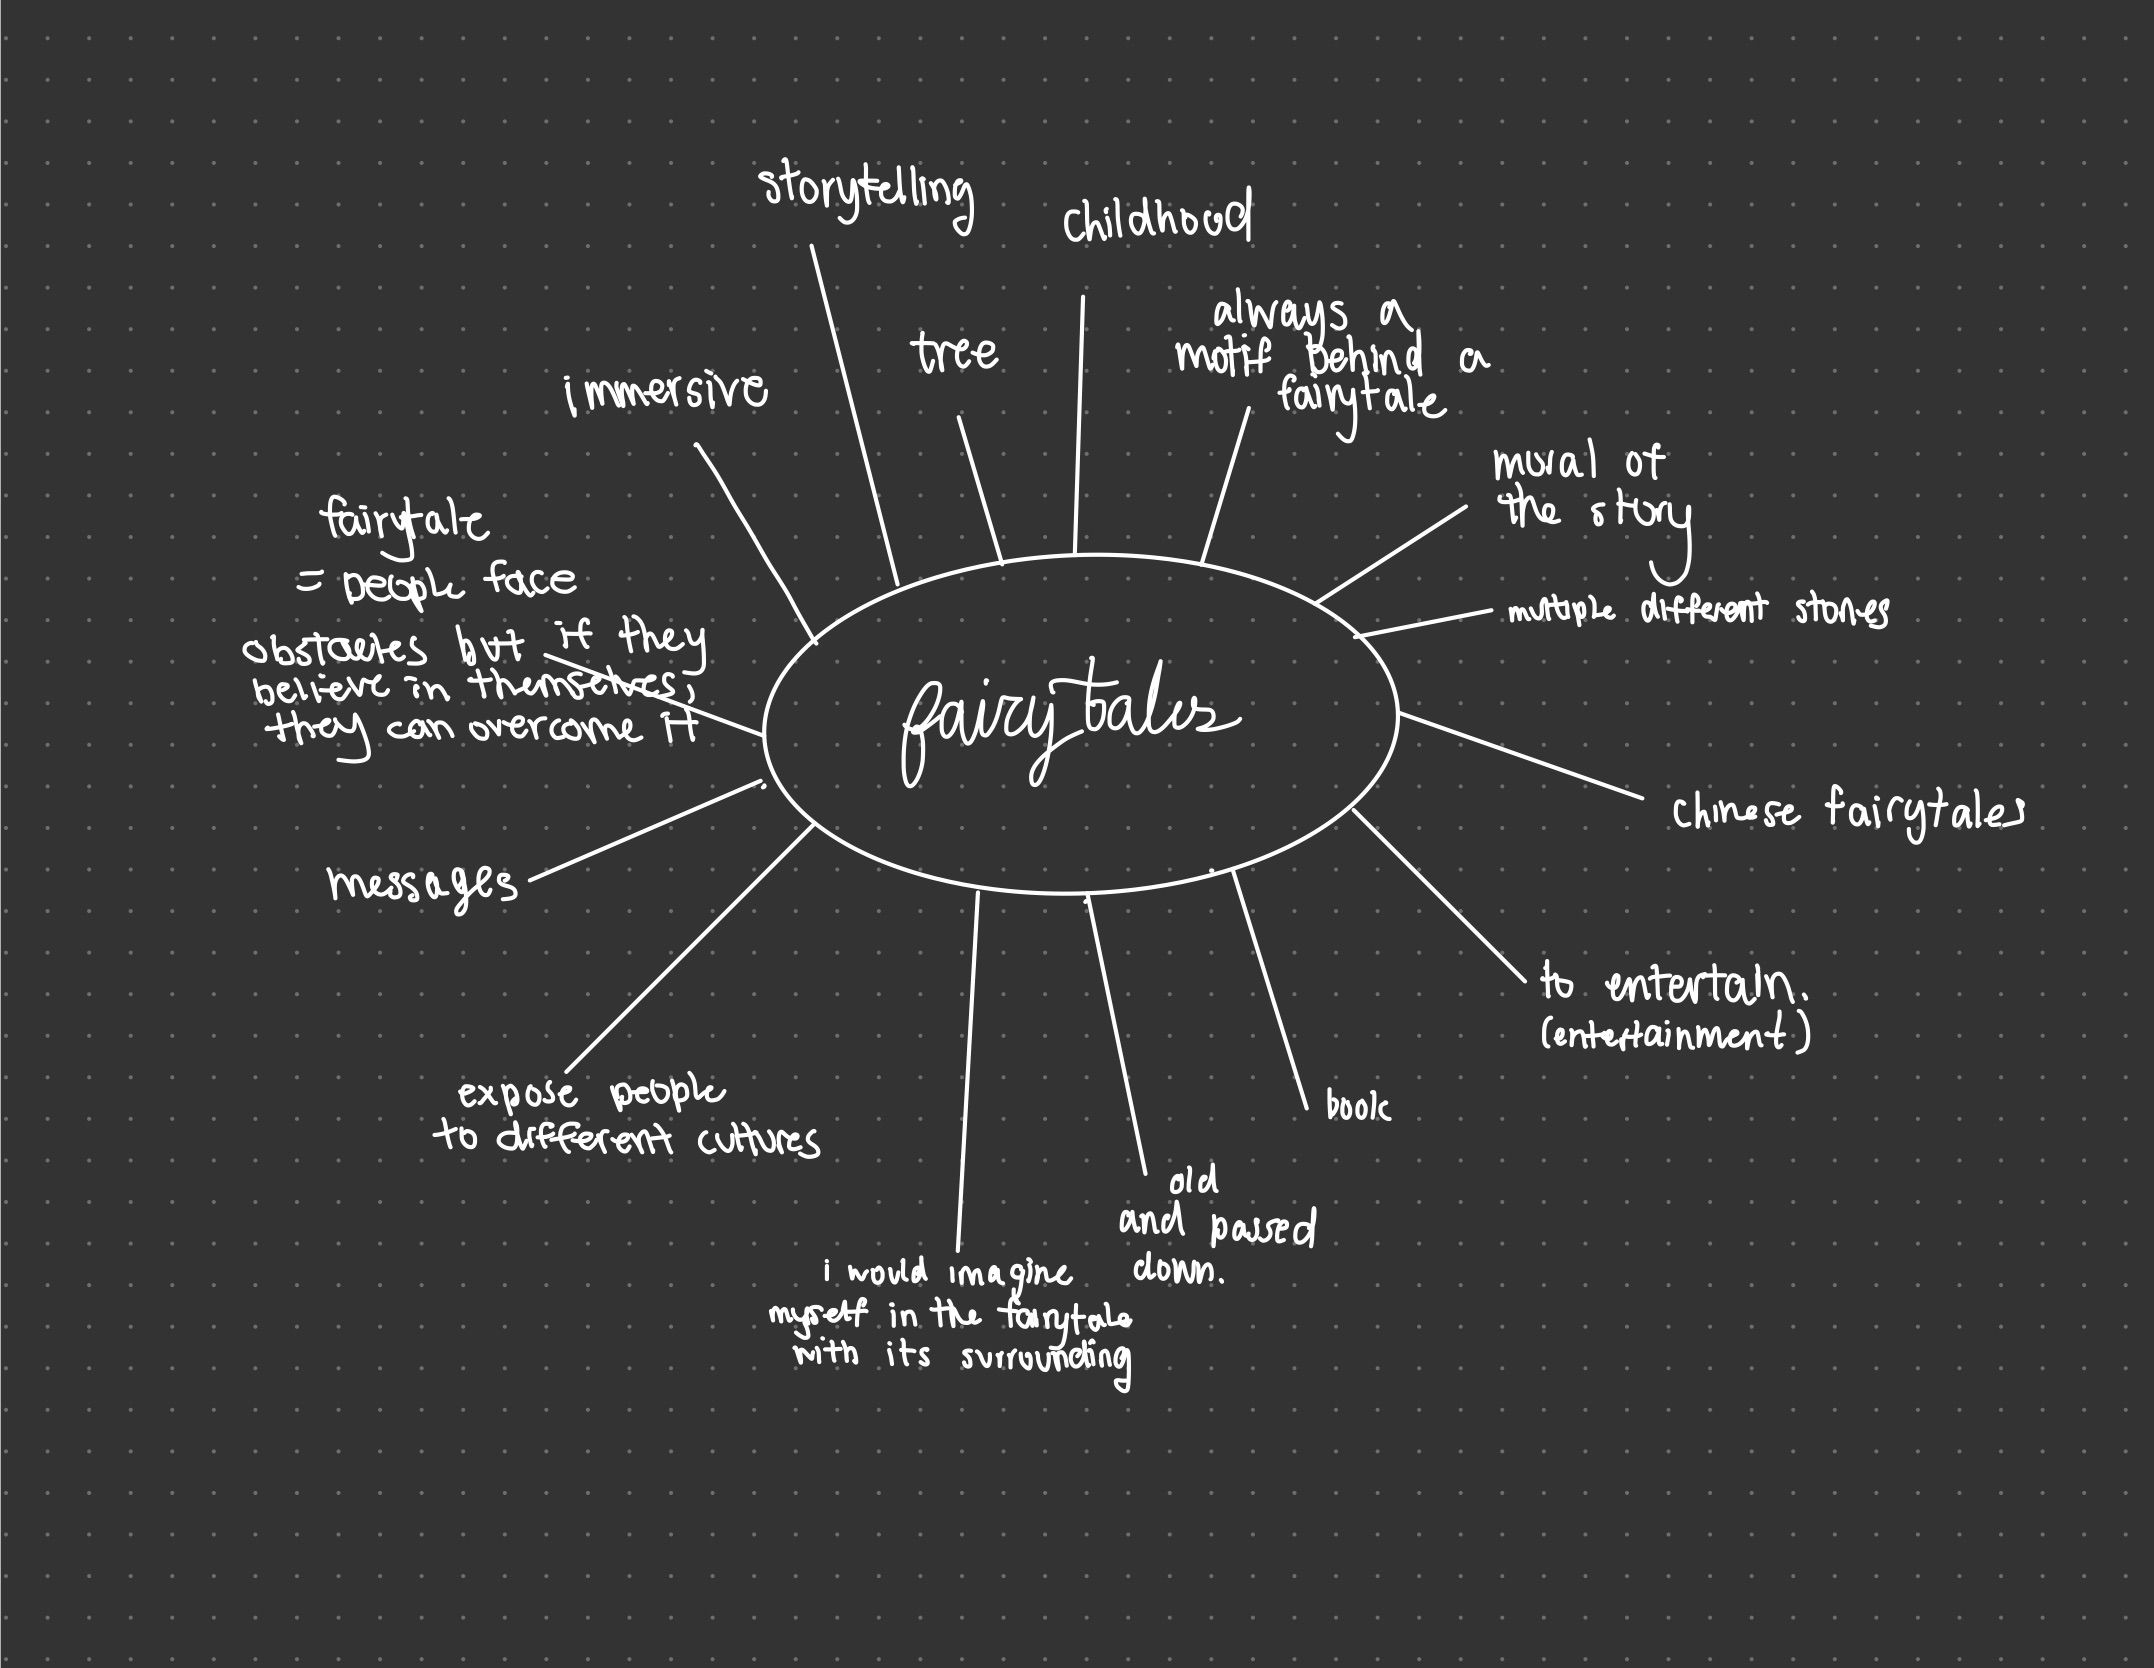 storytelling
childhood
always a
motif behind a
fairytale
tree
immersive
moral of
the story
fairytale
= people face
obstacles but if they
believe in themselves,
they can overcome it
multiple different stories
fairytales
chinese fairytales
messages
to entertain.
(entertainment)
expose people
to different cultures
book
old
and passed
down.
i would imagine
myself in the fairytale
with its surrounding